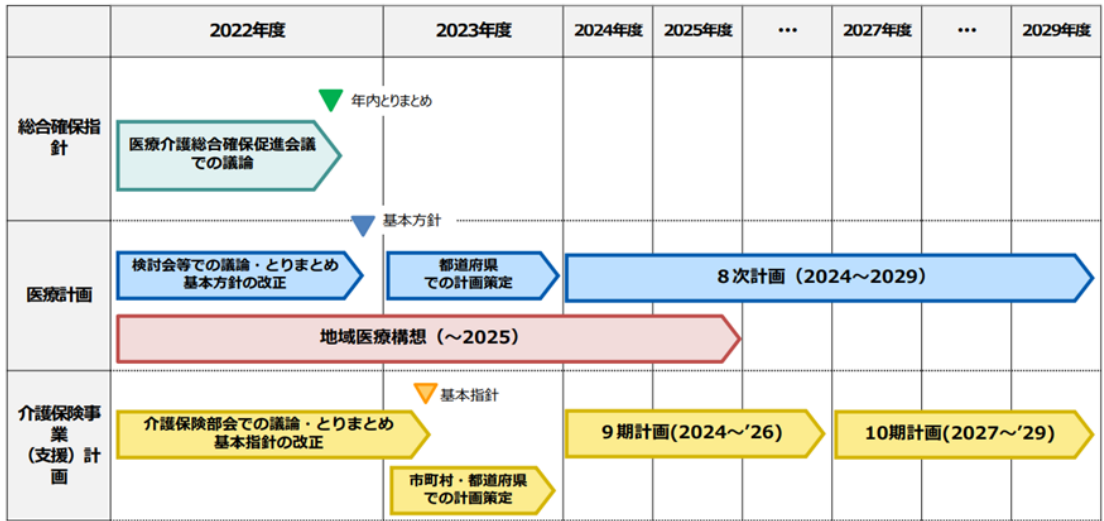 2022年度 2023年度 2024年度 2025年度 … 2027年度 … 2029年度
総合確保指
針
年内とりまとめ
医療介護総合確保促進会議
での議論
医療計画
基本方針
検討会等での議論・とりまとめ
基本方針の改正
都道府県
での計画策定
８次計画（2024～2029）
地域医療構想（～2025）
介護保険事
業
（支援）計
画
基本指針
介護保険部会での議論・とりまとめ
基本指針の改正
９期計画(2024～’26)
10期計画(2027～’29)
市町村・都道府県
での計画策定